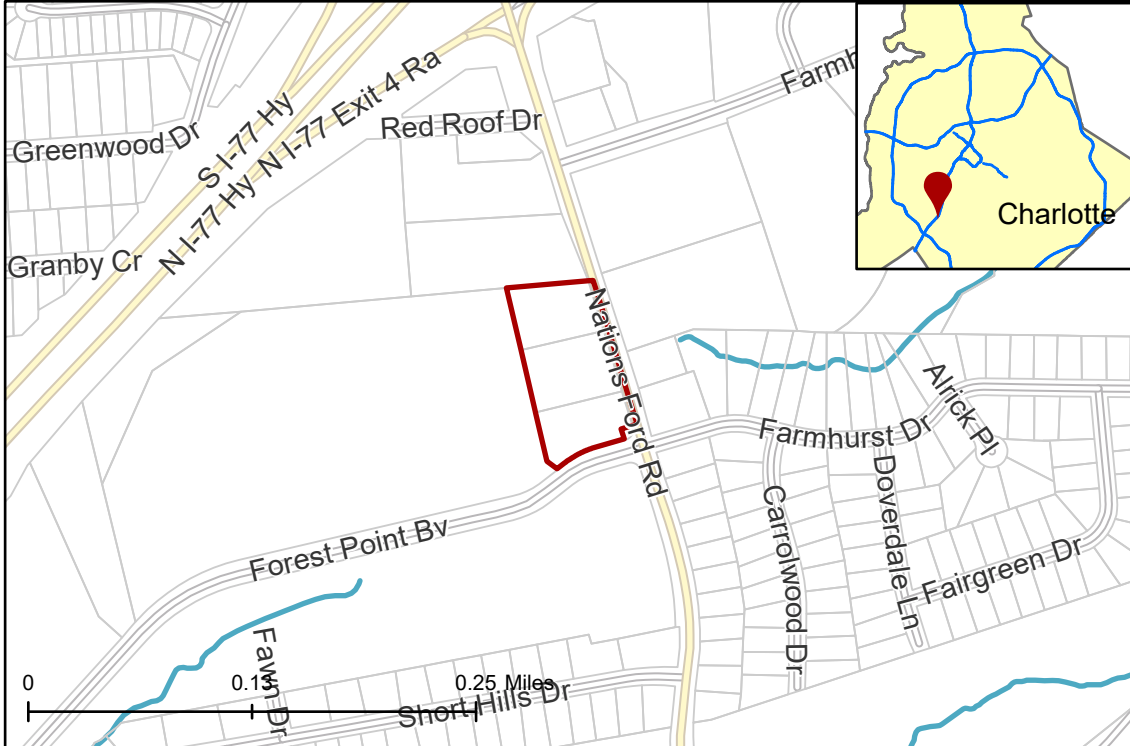 Greenwood Dr
S I-77 Hy
N I-77 Hy
N I-77 Exit 4 Ra
Red Roof Dr
Farmh
Charlotte
Granby Cr
Nations Ford Rd
Alrick Pl
Farmhurst Dr
Doverdale Ln
Carrolwood Dr
Fairgreen Dr
Forest Point Bv
Fawn Dr
Short Hills Dr
0
0.13
0.25 Miles